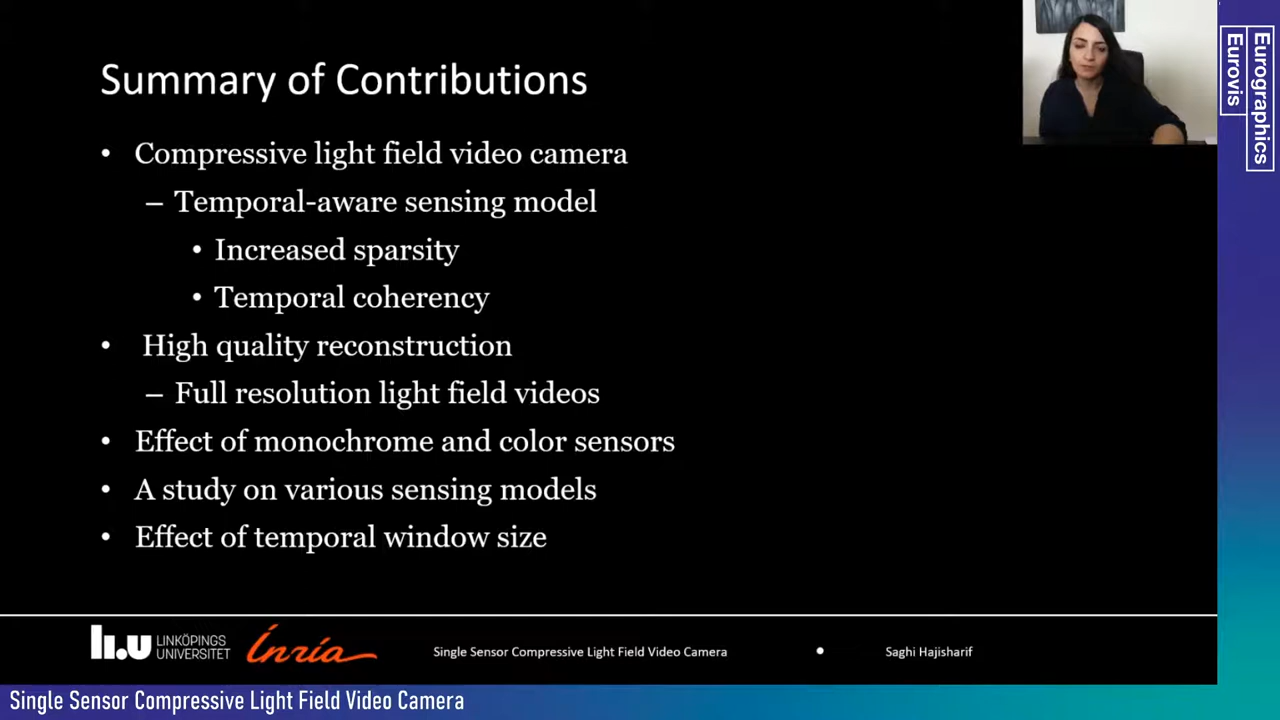 Summary of Contributions
• Compressive light field video camera
– Temporal-aware sensing model
• Increased sparsity
• Temporal coherency
• High quality reconstruction
– Full resolution light field videos
• Effect of monochrome and color sensors
• A study on various sensing models
• Effect of temporal window size
LINKÖPINGS
UNIVERSITET
Inría
Single Sensor Compressive Light Field Video Camera
•
Saghi Hajisharif
Single Sensor Compressive Light Field Video Camera
Eurographics
Eurovis
li.u